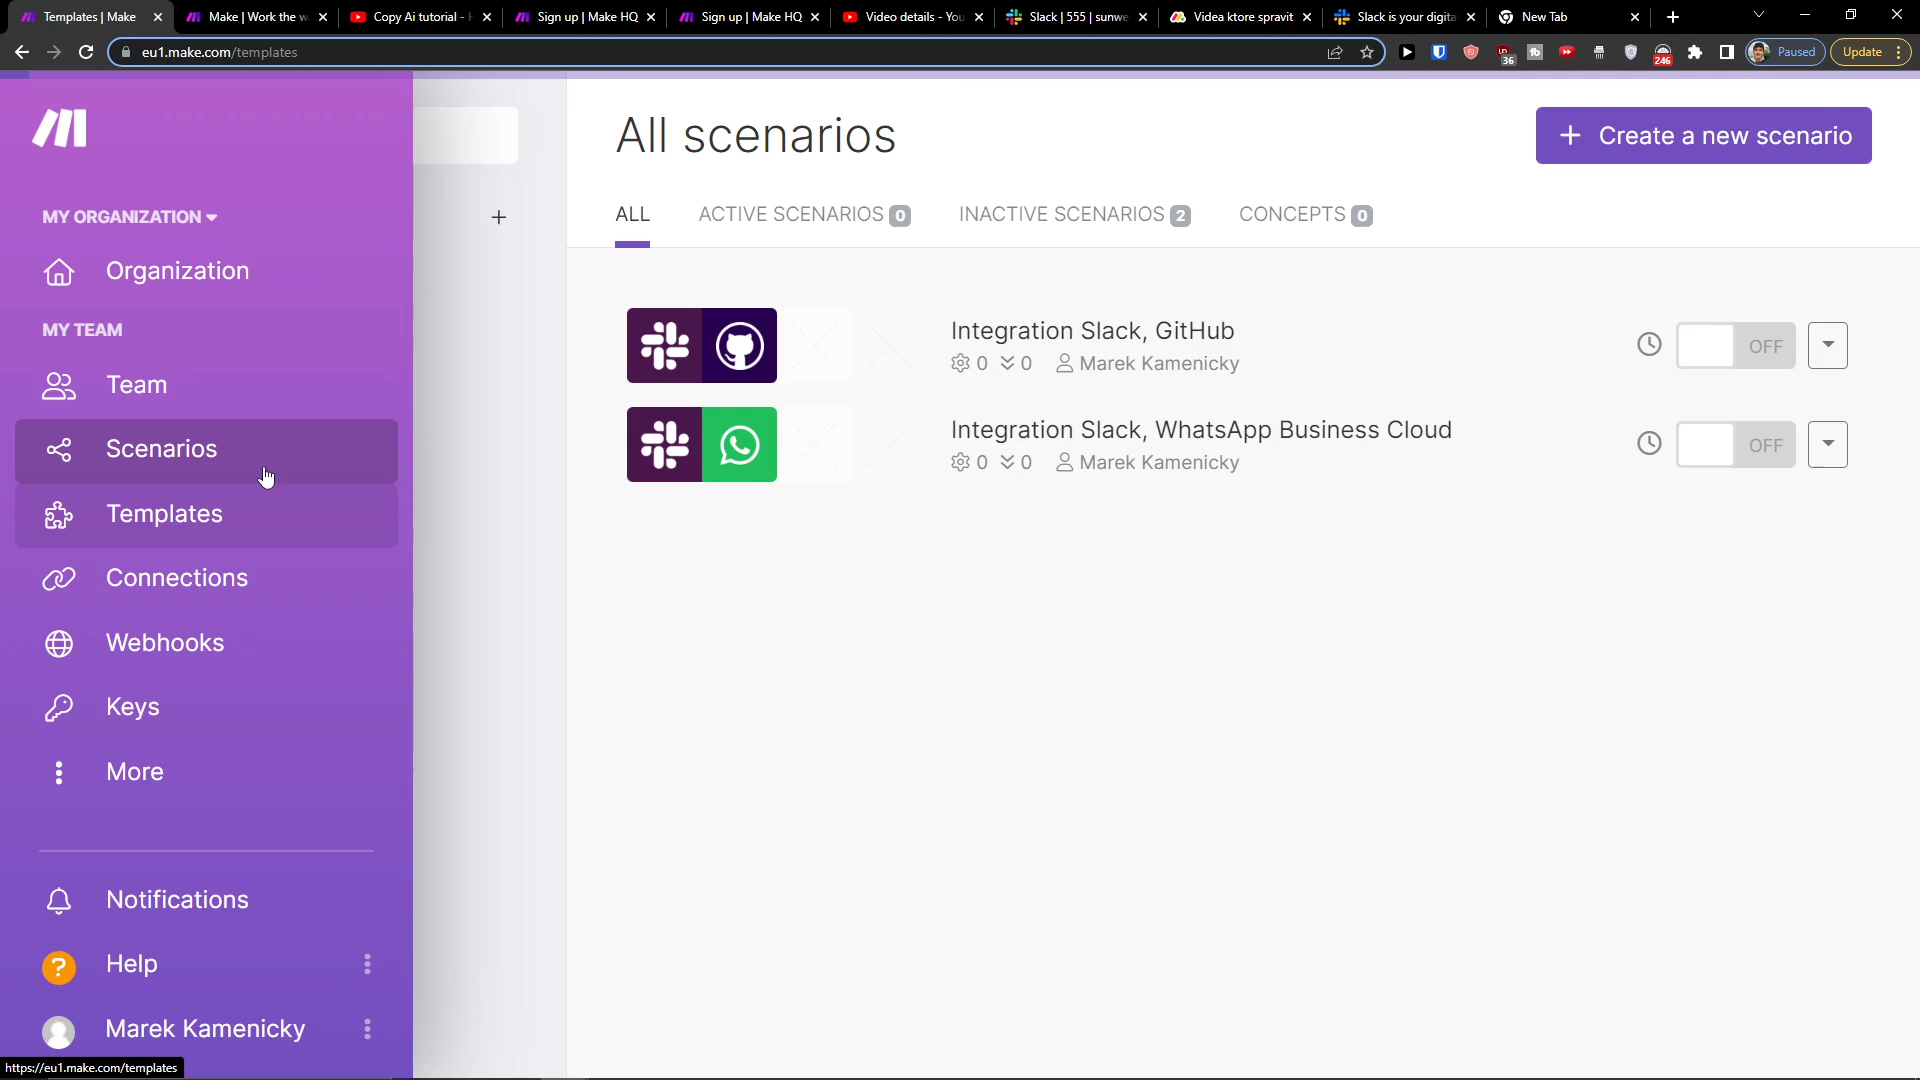 Templates | Make
Make | Work the w
Copy Ai tutorial - H
Sign up | Make HQ
Sign up | Make HQ
Video details - You
Slack | 555 | sunwe
Videa ktore spravit
Slack is your digita
New Tab
eu1.make.com/templates
36
246
Paused
Update
MY ORGANIZATION
Organization
MY TEAM
Team
Scenarios
Templates
Connections
Webhooks
Keys
More
Notifications
? Help
Marek Kamenicky
https://eu1.make.com/templates
All scenarios
+ Create a new scenario
ALL
ACTIVE SCENARIOS 0
INACTIVE SCENARIOS 2
CONCEPTS 0
Integration Slack, GitHub
0 0 Marek Kamenicky
OFF
Integration Slack, WhatsApp Business Cloud
0 0 Marek Kamenicky
OFF